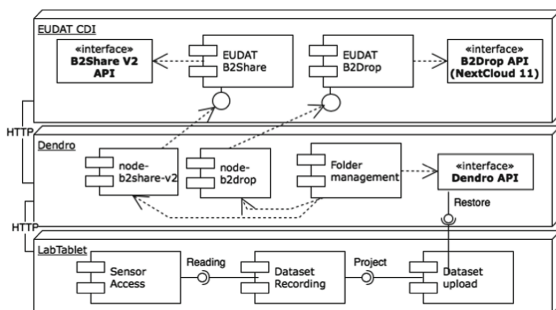 EUDAT CDI
«interface»
B2Share V2
API
EUDAT
B2Share
EUDAT
B2Drop
«interface»
B2Drop API
(NextCloud 11)
HTTP
Dendro
node-
b2share-v2
node-
b2drop
Folder
management
«interface»
Dendro API
HTTP
Restore
LabTablet
Sensor
Access
Reading
Dataset
Recording
Project
Dataset
upload